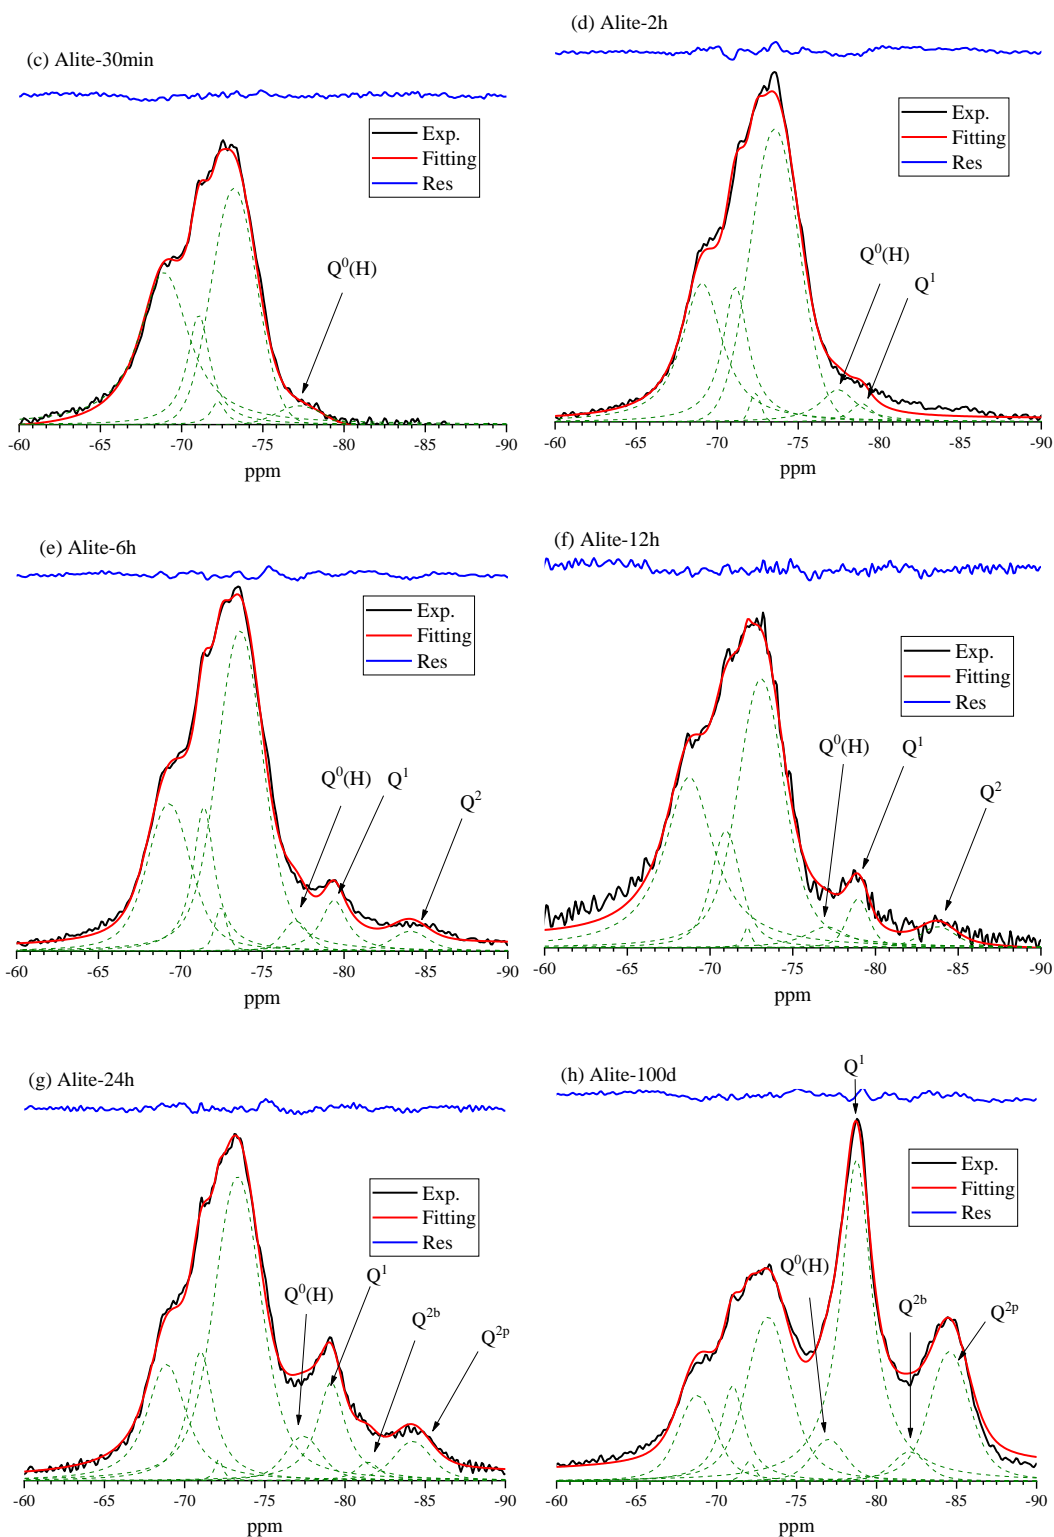 (c) Alite-30min
Exp.
Fitting
Res
Q⁰(H)
-60 -65 -70 -75 -80 -85 -90
ppm
(d) Alite-2h
Exp.
Fitting
Res
Q⁰(H)
Q¹
-60 -65 -70 -75 -80 -85 -90
ppm
(e) Alite-6h
Exp.
Fitting
Res
Q⁰(H) Q¹
Q²
-60 -65 -70 -75 -80 -85 -90
ppm
(f) Alite-12h
Exp.
Fitting
Res
Q⁰(H) Q¹
Q²
-60 -65 -70 -75 -80 -85 -90
ppm
(g) Alite-24h
Exp.
Fitting
Res
Q¹
Q⁰(H)
Q²ᵇ
Q²ᵖ
-60 -65 -70 -75 -80 -85 -90
ppm
(h) Alite-100d
Q¹
Exp.
Fitting
Res
Q⁰(H)
Q²ᵇ
Q²ᵖ
-60 -65 -70 -75 -80 -85 -90
ppm